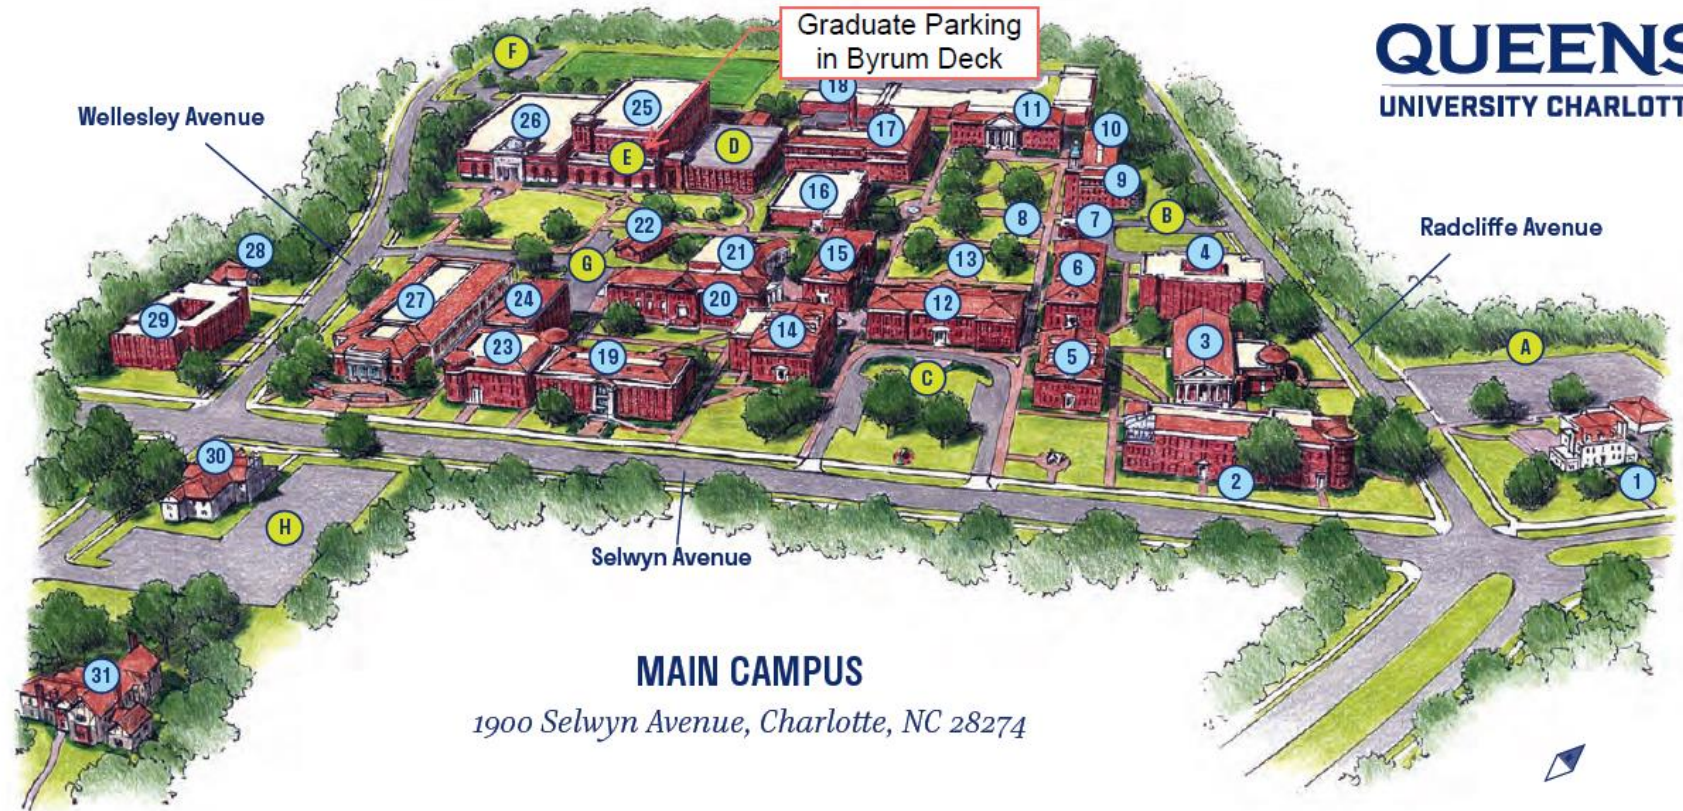 Graduate Parking
in Byrum Deck
QUEENS
UNIVERSITY CHARLOTT
F
Wellesley Avenue
18
25
26
17
11
10
D
E
16
9
22
8
7
B
Radcliffe Avenue
28
21
15
13
6
4
G
27
24
20
12
29
14
23
19
5
3
A
C
30
2
1
H
Selwyn Avenue
31
MAIN CAMPUS
1900 Selwyn Avenue, Charlotte, NC 28274